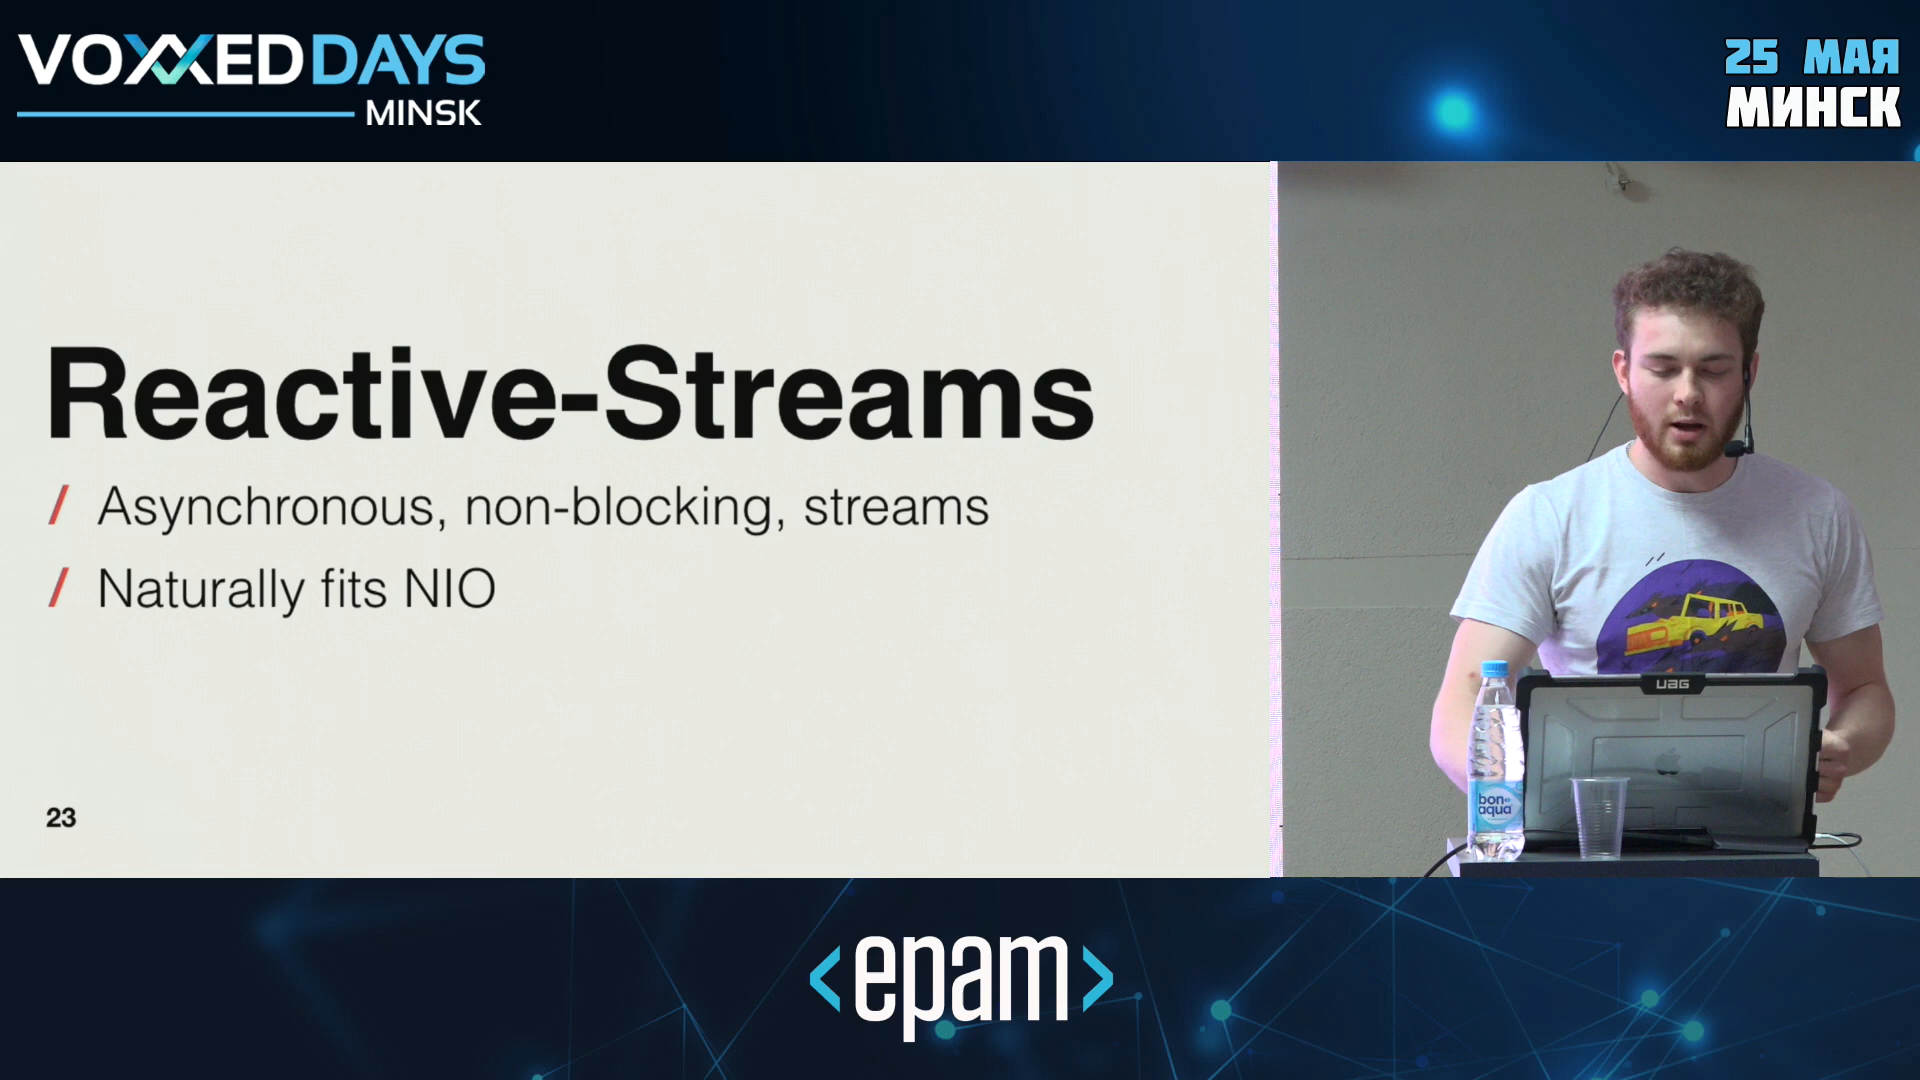 VOXXEDDAYS
MINSK
25 МАЯ
МИНСК
Reactive-Streams
/ Asynchronous, non-blocking, streams
/ Naturally fits NIO
23
UAG
bon
aqua
<epam>